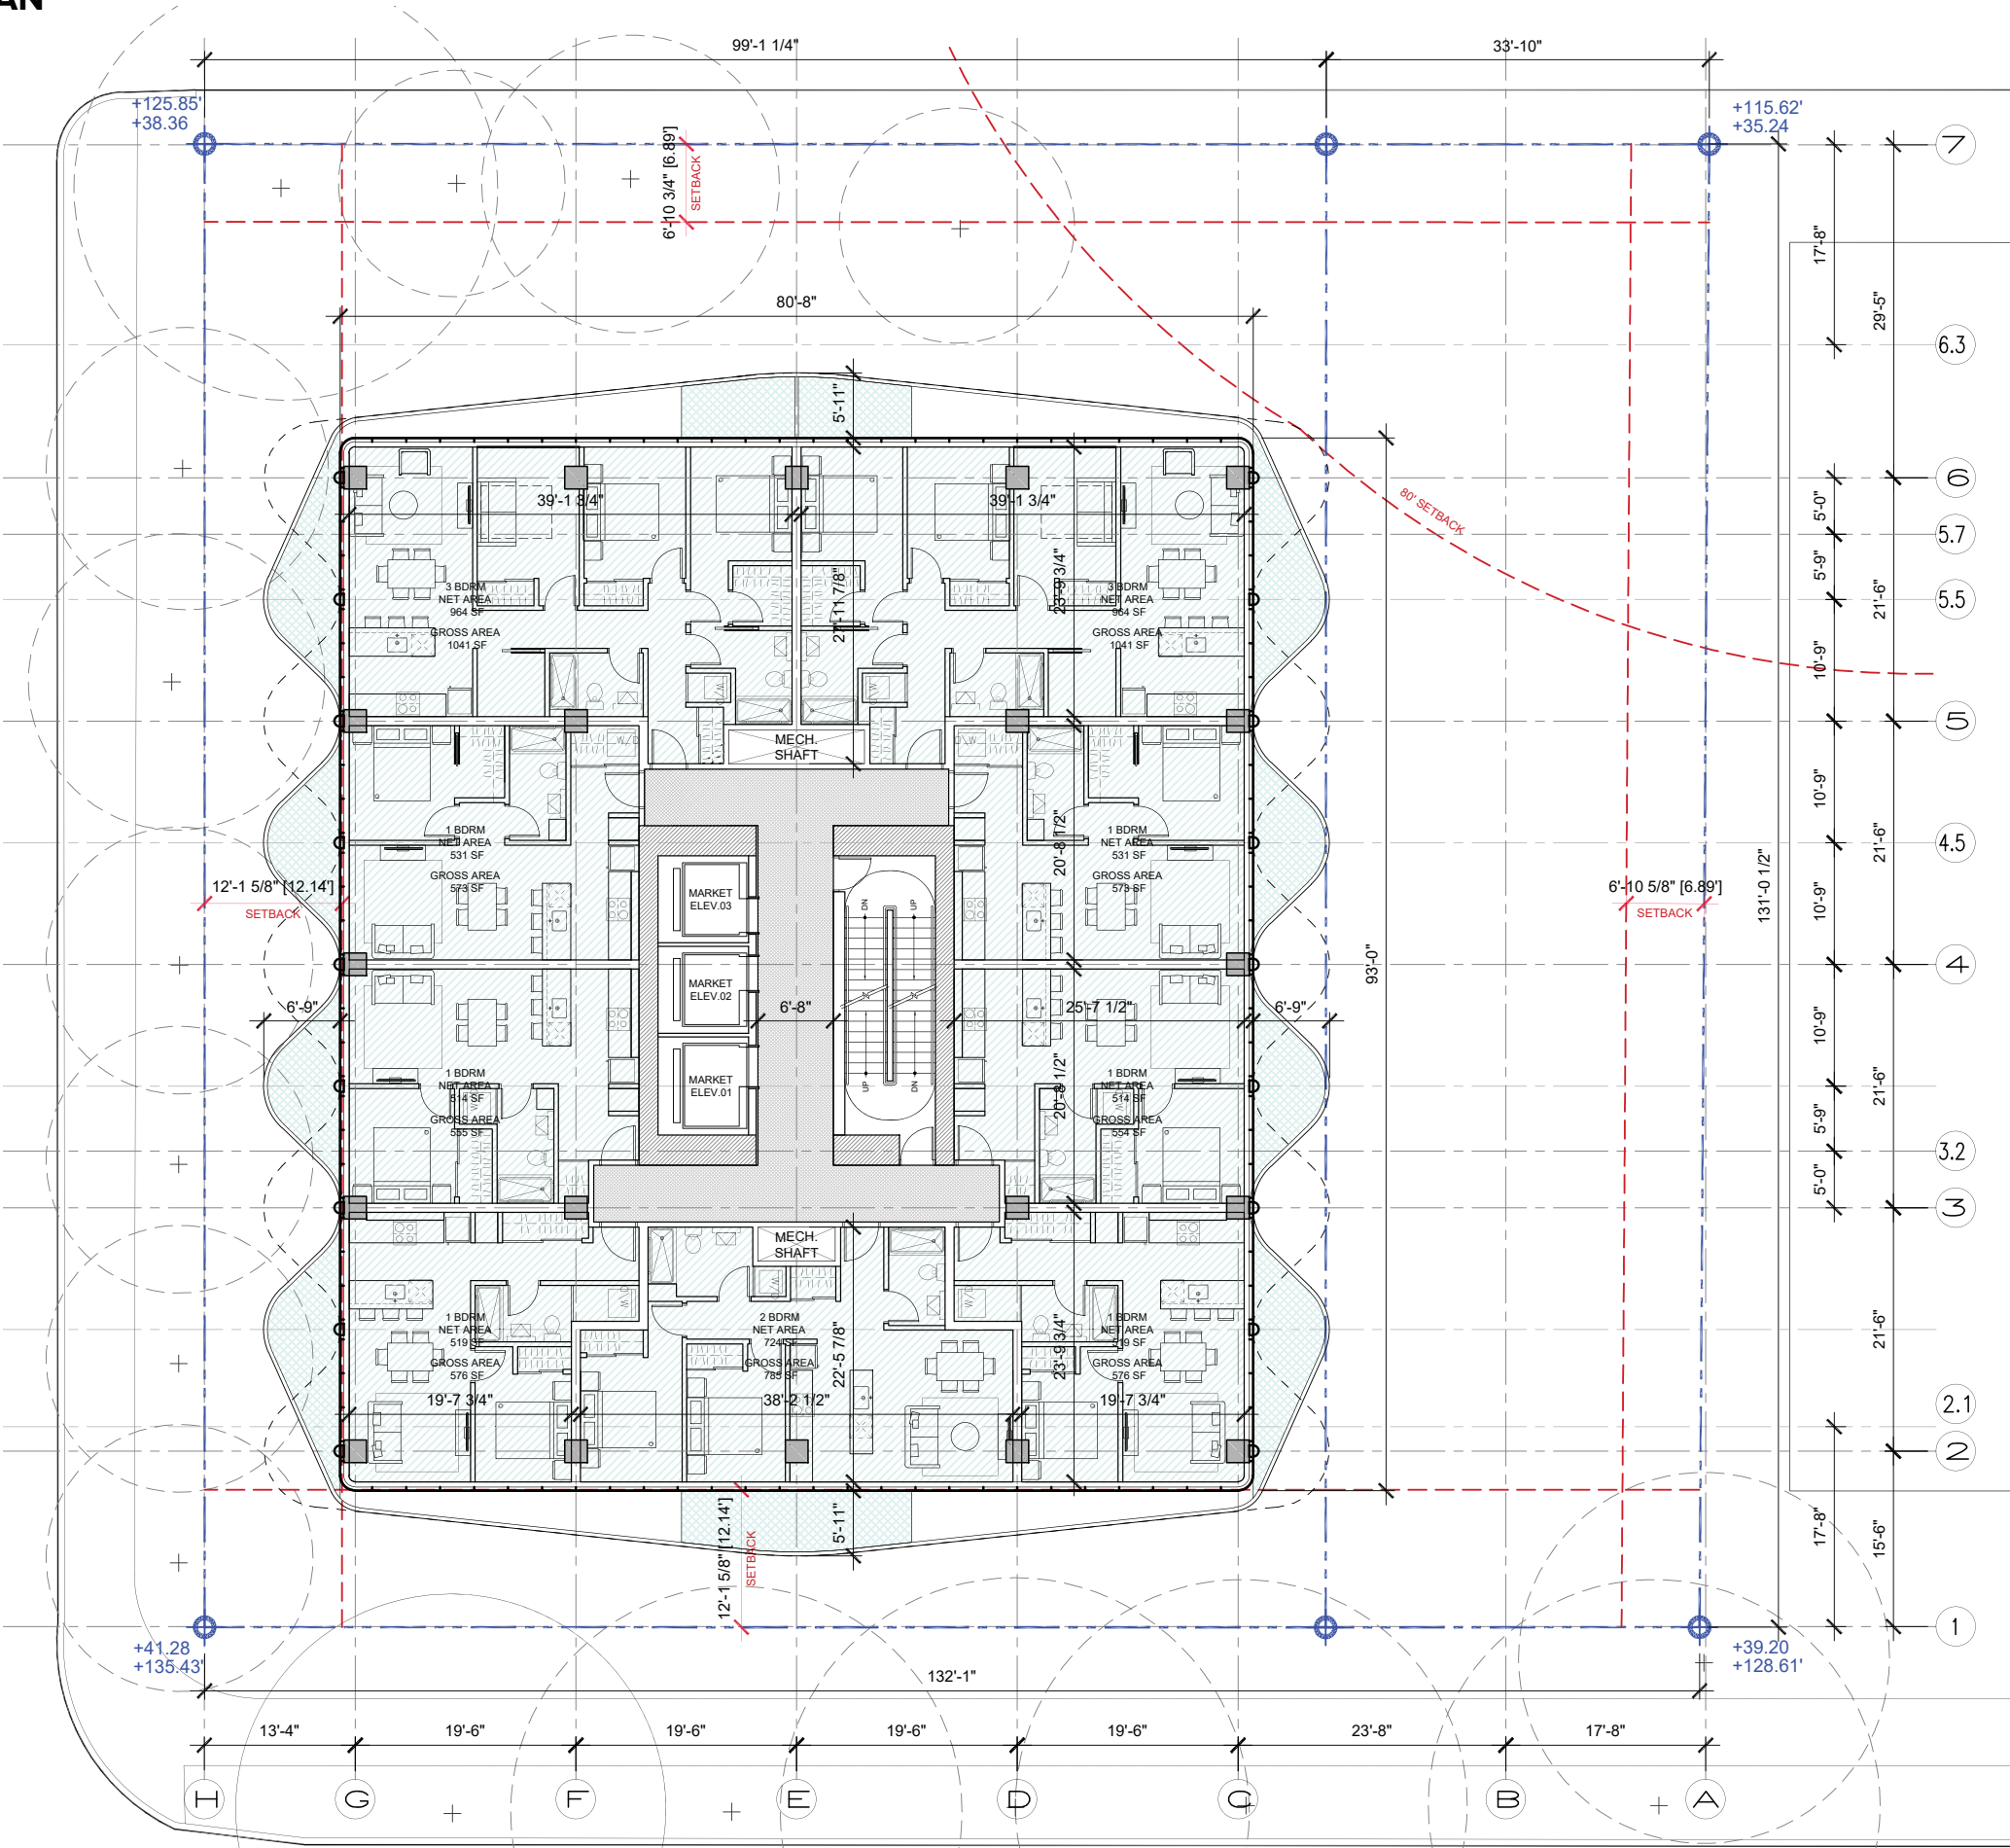 AN
99'-1 1/4"
33'-10"
+125.85'
+38.36
+115.62'
+35.24
7
6'-10 3/4" [6.89']
SETBACK
17'-8"
29'-5"
80'-8"
6.3
5'-11"
6
39'-1 3/4"
39'-1 3/4"
80' SETBACK
5'-0"
5.7
5'-9"
23'-9 3/4"
27'-11 7/8"
21'-6"
5.5
3 BDRM
NET AREA
964 SF
GROSS AREA
1041 SF
3 BDRM
NET AREA
964 SF
GROSS AREA
1041 SF
10'-9"
W/D
W/D
5
MECH.
SHAFT
W/D
W/D
10'-9"
1 BDRM
NET AREA
531 SF
GROSS AREA
573 SF
1 BDRM
NET AREA
531 SF
GROSS AREA
573 SF
20'-8 1/2"
21'-6"
4.5
12'-1 5/8" [12.14']
SETBACK
MARKET
ELEV.03
DN
UP
6'-10 5/8" [6.89']
SETBACK
131'-0 1/2"
10'-9"
93'-0"
4
MARKET
ELEV.02
6'-9"
6'-8"
25'-7 1/2"
6'-9"
10'-9"
MARKET
ELEV.01
UP
DN
20'-8 1/2"
21'-6"
1 BDRM
NET AREA
514 SF
GROSS AREA
555 SF
1 BDRM
NET AREA
514 SF
GROSS AREA
554 SF
5'-9"
3.2
5'-0"
3
MECH.
SHAFT
W/D
W/D
W/D
1 BDRM
NET AREA
519 SF
GROSS AREA
576 SF
2 BDRM
NET AREA
724 SF
GROSS AREA
785 SF
1 BDRM
NET AREA
519 SF
GROSS AREA
576 SF
22'-5 7/8"
23'-9 3/4"
21'-6"
19'-7 3/4"
38'-2 1/2"
19'-7 3/4"
2.1
2
5'-11"
12'-1 5/8" [12.14']
SETBACK
17'-8"
15'-6"
1
+41.28
+135.43'
+39.20
+128.61'
132'-1"
13'-4"
19'-6"
19'-6"
19'-6"
19'-6"
23'-8"
17'-8"
H
G
F
E
D
C
B
A